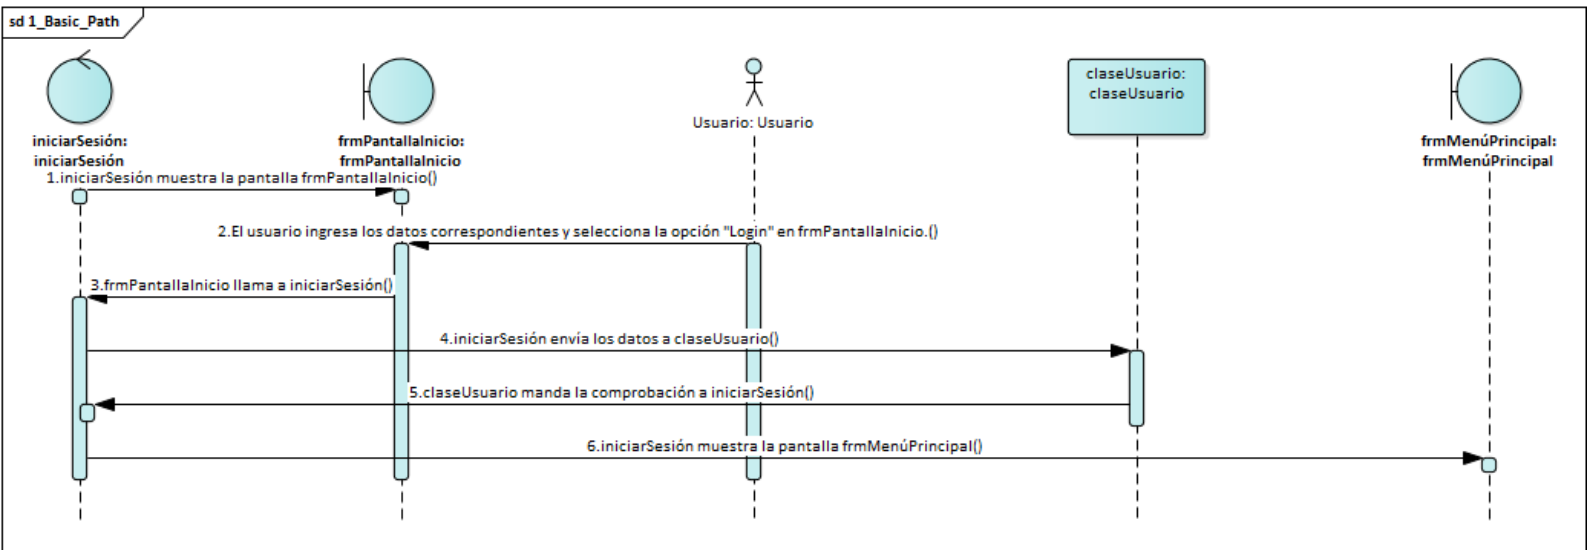 sd 1_Basic_Path
iniciarSesión:
iniciarSesión
frmPantallaInicio:
frmPantallaInicio
Usuario: Usuario
claseUsuario:
claseUsuario
frmMenúPrincipal:
frmMenúPrincipal
1.iniciarSesión muestra la pantalla frmPantallaInicio()
2.El usuario ingresa los datos correspondientes y selecciona la opción "Login" en frmPantallaInicio.()
3.frmPantallaInicio llama a iniciarSesión()
4.iniciarSesión envía los datos a claseUsuario()
5.claseUsuario manda la comprobación a iniciarSesión()
6.iniciarSesión muestra la pantalla frmMenúPrincipal()